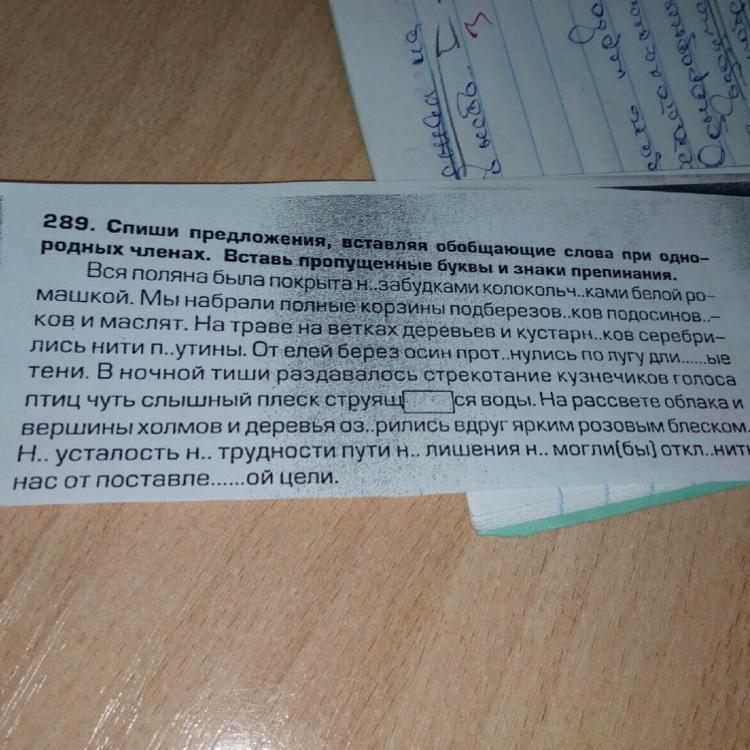 289. Спиши предложения, вставляя обобщающие слова при одно-
родных членах. Вставь пропущенные буквы и знаки препинания.
Вся поляна была покрыта н..забудками колокольч..ками белой ро-
машкой. Мы набрали полные корзины подберезов..ков подосинов..-
ков и маслят. На траве на ветках деревьев и кустарн..ков серебри-
лись нити п..утины. От елей берез осин прот..нулись по лугу дли......ые
тени. В ночной тиши раздавалось стрекотание кузнечиков голоса
птиц чуть слышный плеск струящ ся воды. На рассвете облака и
вершины холмов и деревья оз..рились вдруг ярким розовым блеском.
Н.. усталость н.. трудности пути н.. лишения н.. могли(бы) откл..нить
нас от поставле......ой цели.